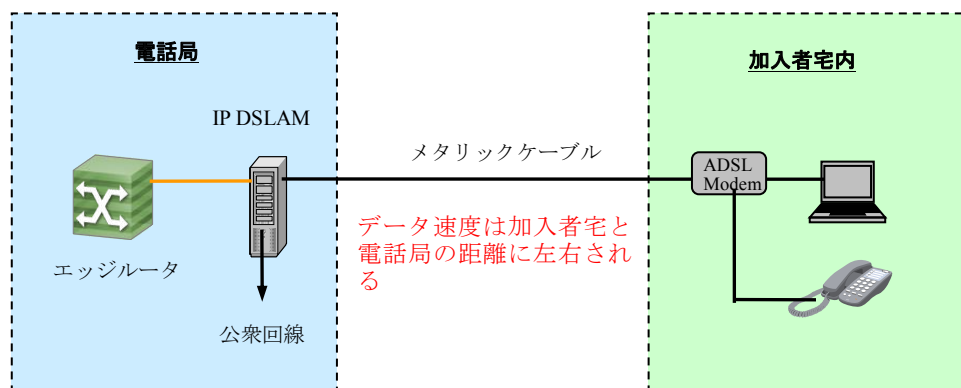 電話局
IP DSLAM
エッジルータ
公衆回線
メタリックケーブル
データ速度は加入者宅と
電話局の距離に左右され
る
加入者宅内
ADSL
Modem